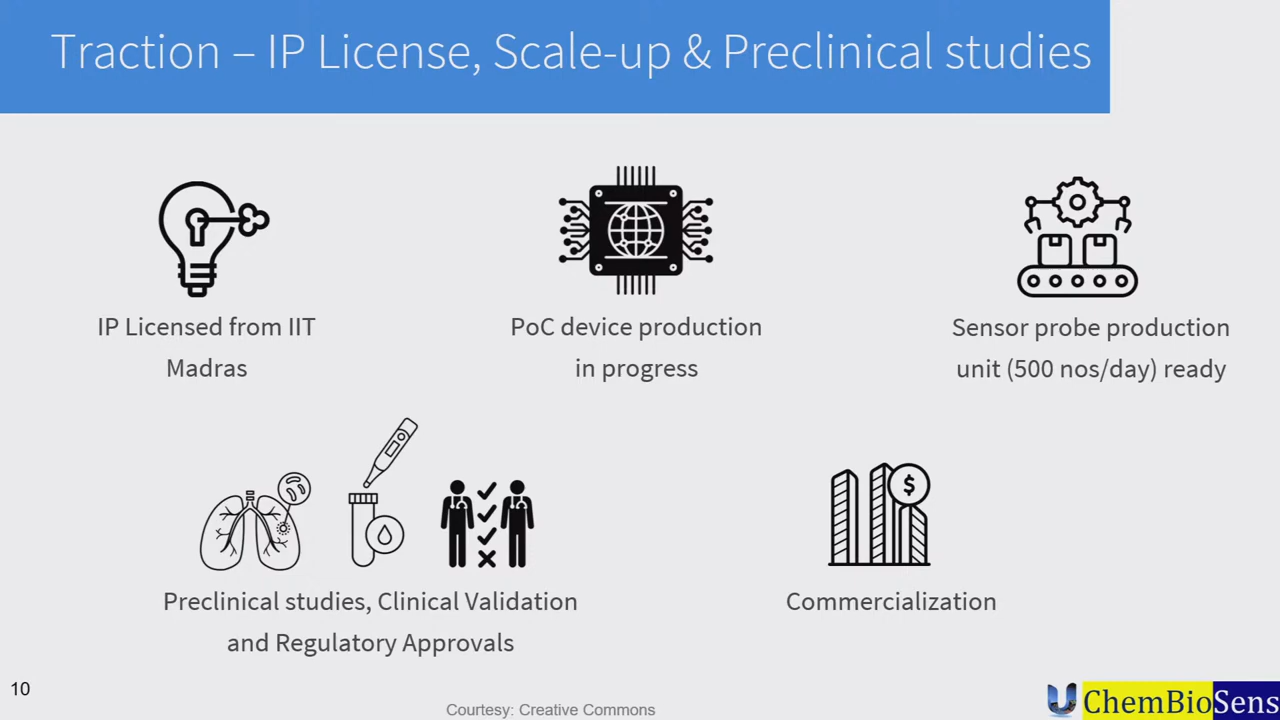 Traction – IP License, Scale-up & Preclinical studies
IP Licensed from IIT
Madras
PoC device production
in progress
Sensor probe production
unit (500 nos/day) ready
$
Preclinical studies, Clinical Validation
and Regulatory Approvals
Commercialization
10
Courtesy: Creative Commons
U ChemBioSens